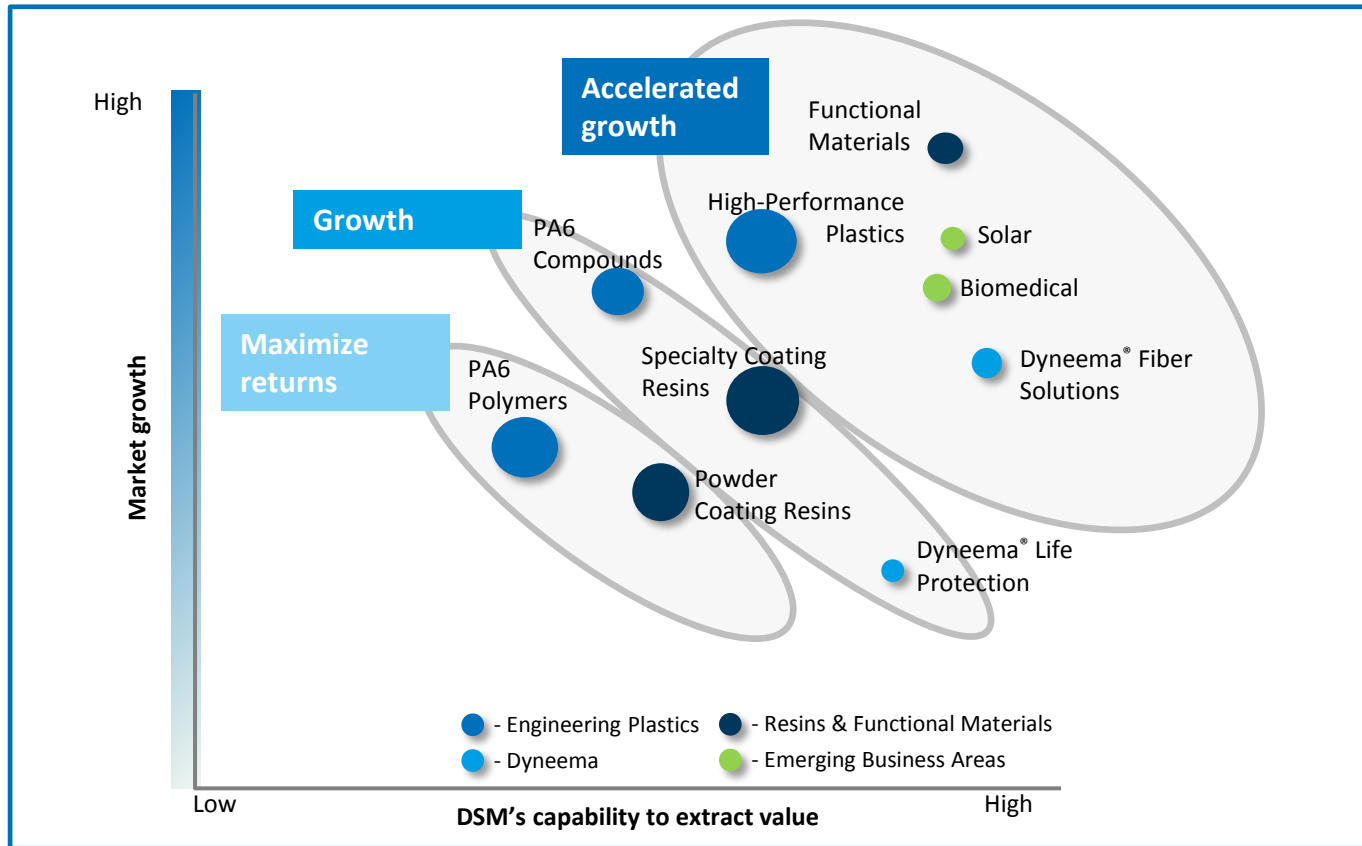 High
Accelerated
growth
Functional
Materials
High-Performance
Plastics
Growth
PA6
Compounds
Solar
Biomedical
Maximize
returns
PA6
Polymers
Specialty Coating
Resins
Dyneema® Fiber
Solutions
Market growth
Powder
Coating Resins
Dyneema® Life
Protection
- Engineering Plastics
- Resins & Functional Materials
- Dyneema
- Emerging Business Areas
Low
High
DSM's capability to extract value